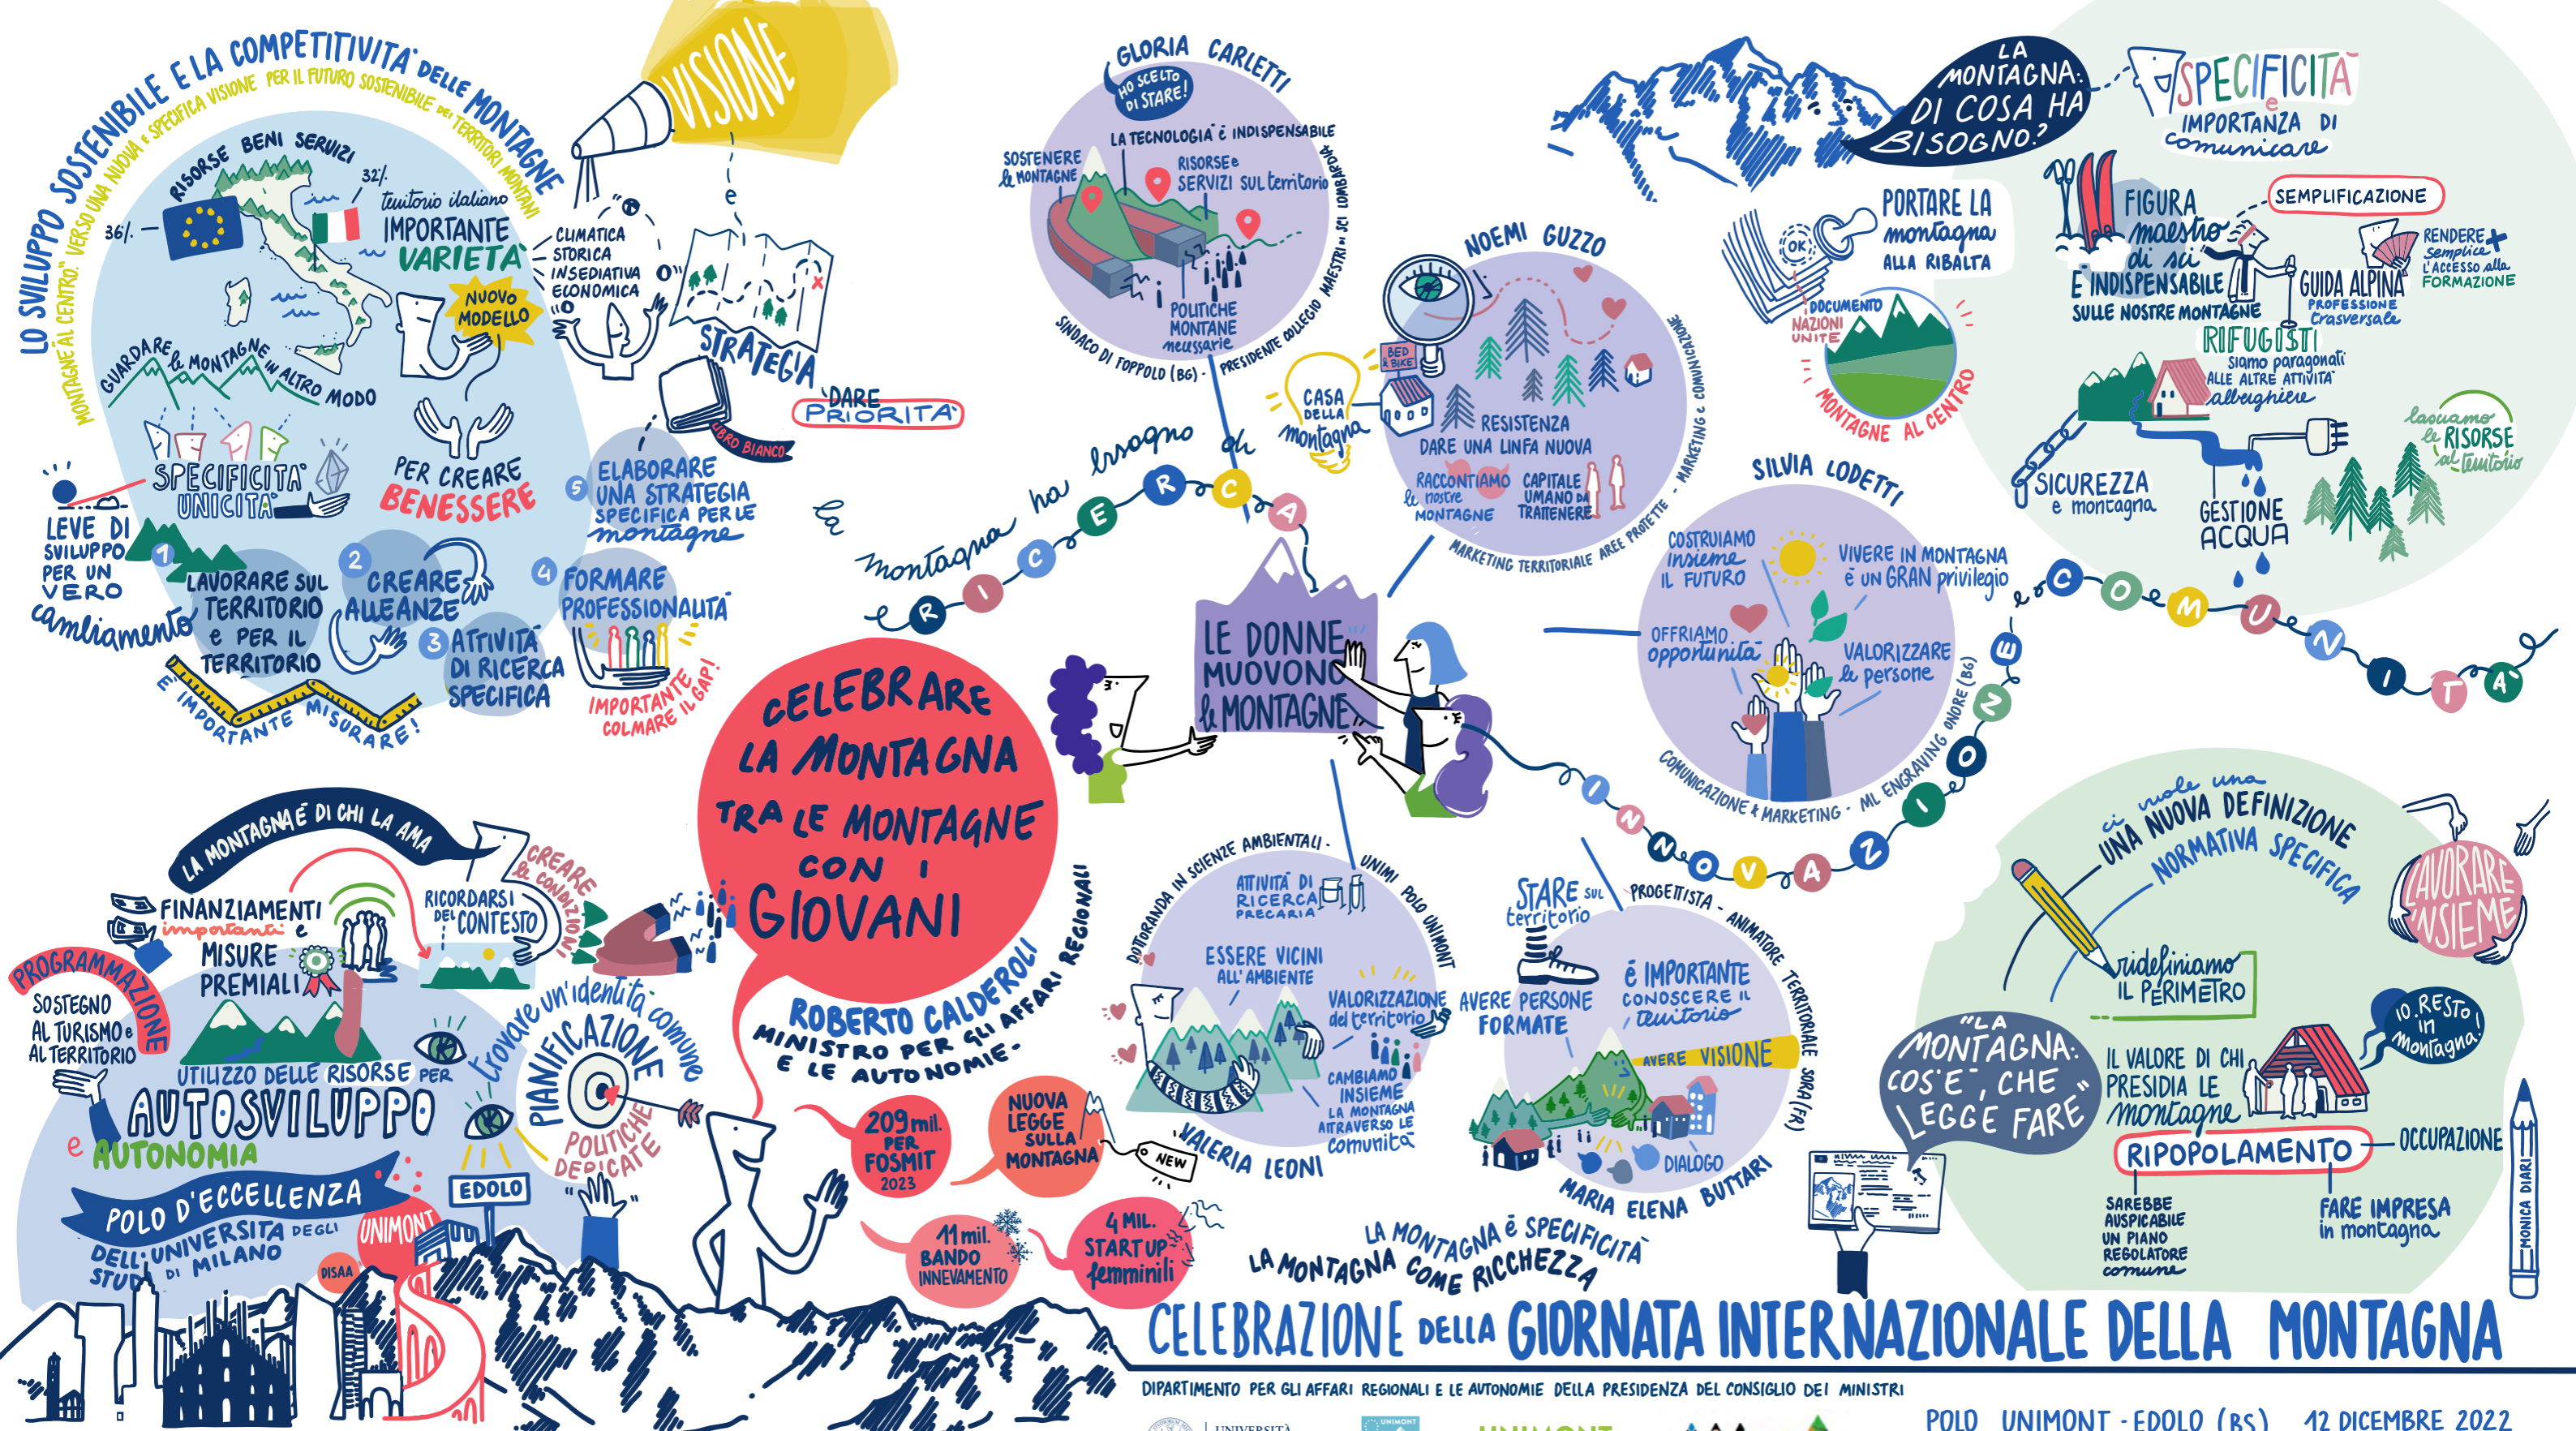 LO SVILUPPO SOSTENIBILE E LA COMPETITIVITÀ DELLE MONTAGNE
"MONTAGNE AL CENTRO." VERSO UNA NUOVA e SPECIFICA VISIONE PER IL FUTURO SOSTENIBILE DEI TERRITORI MONTANI
RISORSE BENI SERVIZI
36%
32%
territorio italiano
IMPORTANTE
VARIETÀ
CLIMATICA
STORICA
INSEDIATIVA
ECONOMICA
NUOVO
MODELLO
GUARDARE le MONTAGNE IN ALTRO MODO
SPECIFICITÀ
UNICITÀ
PER CREARE
BENESSERE
LEVE DI
SVILUPPO
PER UN
VERO
cambiamento
1
LAVORARE SUL
TERRITORIO
e PER IL
TERRITORIO
2
CREARE
ALLEANZE
3
ATTIVITÀ
DI RICERCA
SPECIFICA
4
FORMARE
PROFESSIONALITÀ
IMPORTANTE
COLMARE IL GAP!
5
ELABORARE
UNA STRATEGIA
SPECIFICA PER LE
montagne
È IMPORTANTE MISURARE!
VISIONE
e
STRATEGIA
LIBRO BIANCO
DARE
PRIORITÀ
la montagna ha bisogno di
RICERCA
GLORIA CARLETTI
HO SCELTO
DI STARE!
LA TECNOLOGIA È INDISPENSABILE
SOSTENERE
le MONTAGNE
RISORSE e
SERVIZI SUL territorio
POLITICHE
MONTANE
necessarie
SINDACO DI TOPPOLO (BG) - PRESIDENTE COLLEGIO MAESTRI DI SCI LOMBARDIA
NOEMI GUZZO
BED
& BIKE
CASA
DELLA
montagna
RESISTENZA
DARE UNA LINFA NUOVA
RACCONTIAMO
le nostre
MONTAGNE
CAPITALE
UMANO DA
TRATTENERE
MARKETING TERRITORIALE AREE PROTETTE - MARKETING e COMUNICAZIONE
SILVIA LODETTI
COSTRUIAMO
insieme
IL FUTURO
VIVERE IN MONTAGNA
È UN GRAN privilegio
OFFRIAMO
opportunità
VALORIZZARE
le persone
COMUNICAZIONE & MARKETING - ML ENGRAVING ONORE (BG)
LE DONNE
MUOVONO
le MONTAGNE
INNOVAZIONE
e
COMUNITÀ
LA
MONTAGNA:
DI COSA HA
BISOGNO?
SPECIFICITÀ
e
IMPORTANZA DI
comunicare
PORTARE LA
montagna
ALLA RIBALTA
OK
DOCUMENTO
NAZIONI
UNITE
MONTAGNE AL CENTRO
FIGURA
maestro
di sci
È INDISPENSABILE
SULLE NOSTRE MONTAGNE
SEMPLIFICAZIONE
GUIDA ALPINA
PROFESSIONE
trasversale
RENDERE +
semplice
L'ACCESSO alla
FORMAZIONE
RIFUGISTI
siamo paragonati
ALLE ALTRE ATTIVITÀ
alberghiere
SICUREZZA
e montagna
GESTIONE
ACQUA
lasciamo
le RISORSE
al territorio
CELEBRARE
LA MONTAGNA
TRA LE MONTAGNE
CON I
GIOVANI
ROBERTO CALDEROLI
MINISTRO PER GLI AFFARI REGIONALI
E LE AUTONOMIE-
209 mil.
PER
FOSMIT
2023
NUOVA
LEGGE
SULLA
MONTAGNA
NEW
11 mil.
BANDO
INNEVAMENTO
4 MIL.
START UP
femminili
LA MONTAGNA È DI CHI LA AMA
FINANZIAMENTI
importanti e
MISURE
PREMIALI
RICORDARSI
DEL CONTESTO
CREARE
le CONDIZIONI
PROGRAMMAZIONE
SOSTEGNO
AL TURISMO e
AL TERRITORIO
UTILIZZO DELLE RISORSE PER
AUTOSVILUPPO
e AUTONOMIA
trovare un'identità comune
PIANIFICAZIONE
POLITICHE
DEDICATE
POLO D'ECCELLENZA
DELL'UNIVERSITÀ DEGLI
STUDI DI MILANO
UNIMONT
DISAA
EDOLO
DOTTORANDA IN SCIENZE AMBIENTALI - UNIMI POLO UNIMONT
ATTIVITÀ DI
RICERCA
PRECARIA
ESSERE VICINI
ALL'AMBIENTE
VALORIZZAZIONE
del territorio
CAMBIAMO
INSIEME
LA MONTAGNA
ATTRAVERSO LE
comunità
VALERIA LEONI
STARE SUL
territorio
PROGETTISTA - ANIMATORE TERRITORIALE SORA (FR)
È IMPORTANTE
CONOSCERE IL
territorio
AVERE PERSONE
FORMATE
AVERE VISIONE
DIALOGO
MARIA ELENA BUTTARI
LA MONTAGNA È SPECIFICITÀ
LA MONTAGNA COME RICCHEZZA
ci vuole una
UNA NUOVA DEFINIZIONE
NORMATIVA SPECIFICA
LAVORARE
INSIEME
ridefiniamo
IL PERIMETRO
"LA
MONTAGNA:
COS'È, CHE
LEGGE FARE"
IL VALORE DI CHI
PRESIDIA LE
montagne
IO RESTO
in
montagna!
RIPOPOLAMENTO
OCCUPAZIONE
SAREBBE
AUSPICABILE
UN PIANO
REGOLATORE
comune
FARE IMPRESA
in montagna
MONICA DIARI
CELEBRAZIONE DELLA GIORNATA INTERNAZIONALE DELLA MONTAGNA
DIPARTIMENTO PER GLI AFFARI REGIONALI E LE AUTONOMIE DELLA PRESIDENZA DEL CONSIGLIO DEI MINISTRI
POLO UNIMONT - EDOLO (BS) 12 DICEMBRE 2022
UNIVERSITÀ
UNIMONT
UNIMONT